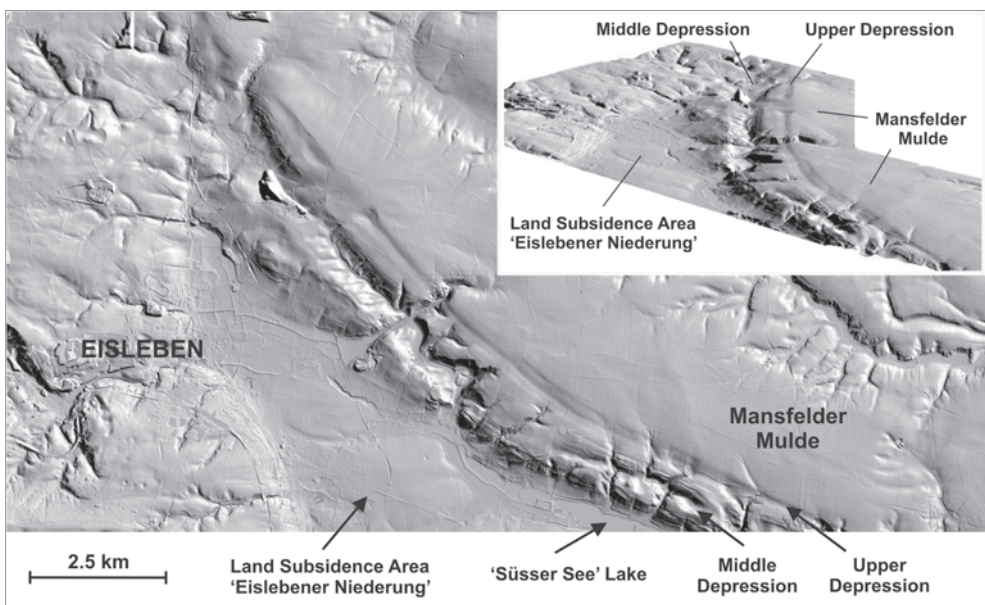 Middle Depression
Upper Depression
Mansfelder
Mulde
Land Subsidence Area
'Eislebener Niederung'
EISLEBEN
Mansfelder
Mulde
2.5 km
Land Subsidence Area
'Eislebener Niederung'
'Süsser See' Lake
Middle
Depression
Upper
Depression